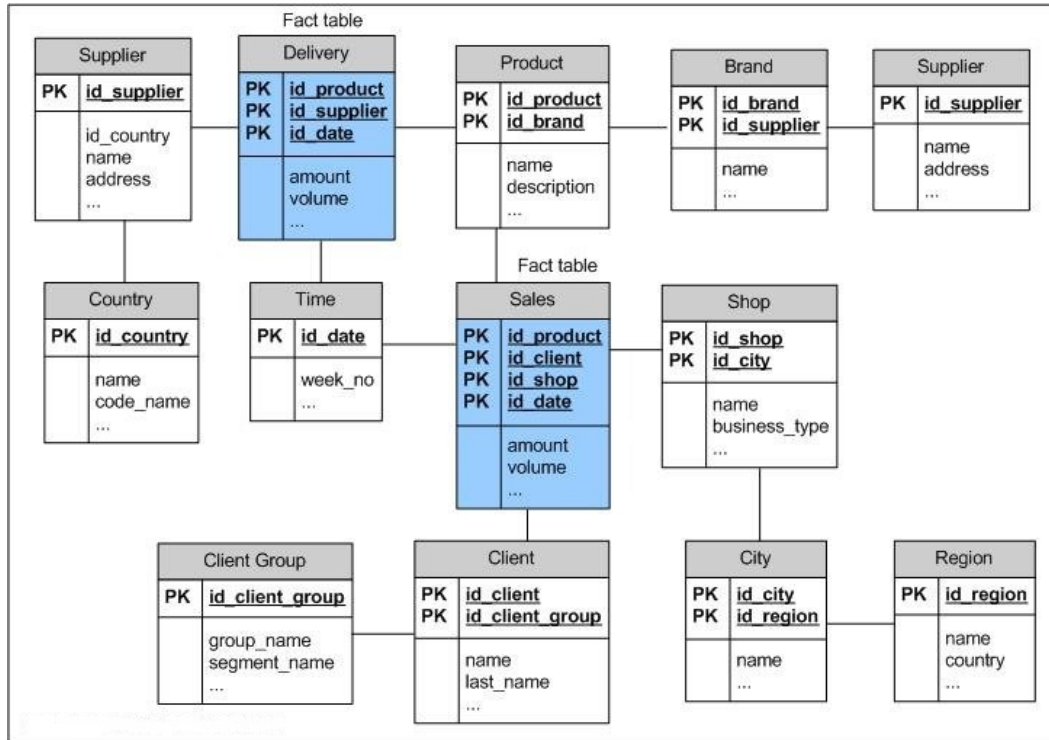 Fact table
Supplier
PK id_supplier
id_country
name
address
...
Delivery
PK id_product
PK id_supplier
PK id_date
amount
volume
...
Product
PK id_product
PK id_brand
name
description
...
Brand
PK id_brand
PK id_supplier
name
...
Supplier
PK id_supplier
name
address
...
Fact table
Country
PK id_country
name
code_name
...
Time
PK id_date
week_no
...
Sales
PK id_product
PK id_client
PK id_shop
PK id_date
amount
volume
...
Shop
PK id_shop
PK id_city
name
business_type
...
Client Group
PK id_client_group
group_name
segment_name
...
Client
PK id_client
PK id_client_group
name
last_name
...
City
PK id_city
PK id_region
name
...
Region
PK id_region
name
country
...